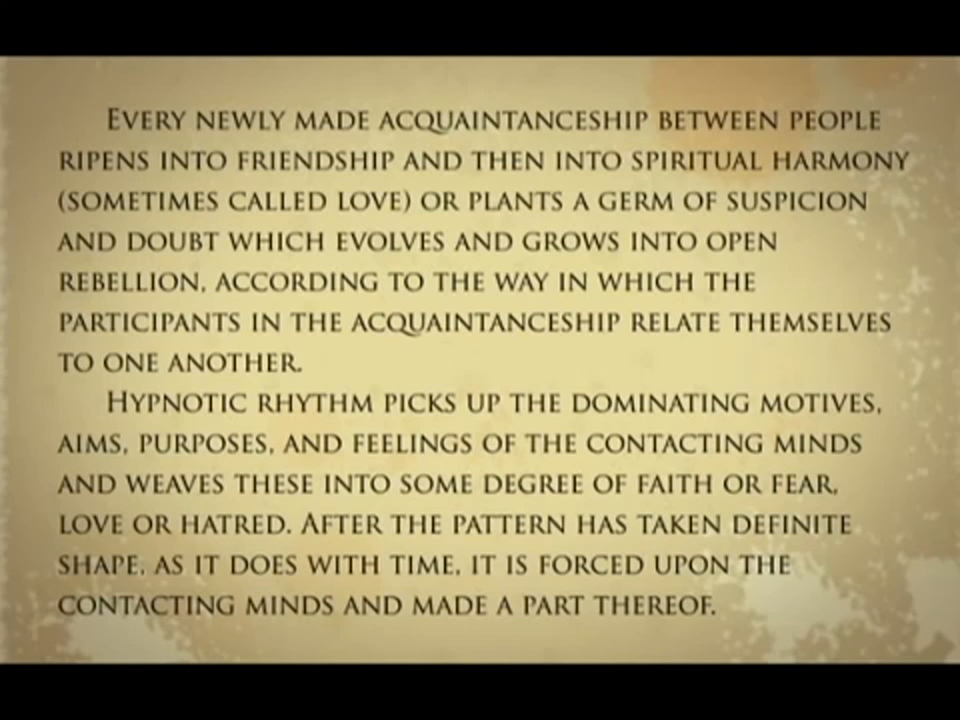 EVERY NEWLY MADE ACQUAINTANCESHIP BETWEEN PEOPLE
RIPENS INTO FRIENDSHIP AND THEN INTO SPIRITUAL HARMONY
(SOMETIMES CALLED LOVE) OR PLANTS A GERM OF SUSPICION
AND DOUBT WHICH EVOLVES AND GROWS INTO OPEN
REBELLION, ACCORDING TO THE WAY IN WHICH THE
PARTICIPANTS IN THE ACQUAINTANCESHIP RELATE THEMSELVES
TO ONE ANOTHER.
HYPNOTIC RHYTHM PICKS UP THE DOMINATING MOTIVES,
AIMS, PURPOSES, AND FEELINGS OF THE CONTACTING MINDS
AND WEAVES THESE INTO SOME DEGREE OF FAITH OR FEAR,
LOVE OR HATRED. AFTER THE PATTERN HAS TAKEN DEFINITE
SHAPE, AS IT DOES WITH TIME, IT IS FORCED UPON THE
CONTACTING MINDS AND MADE A PART THEREOF.